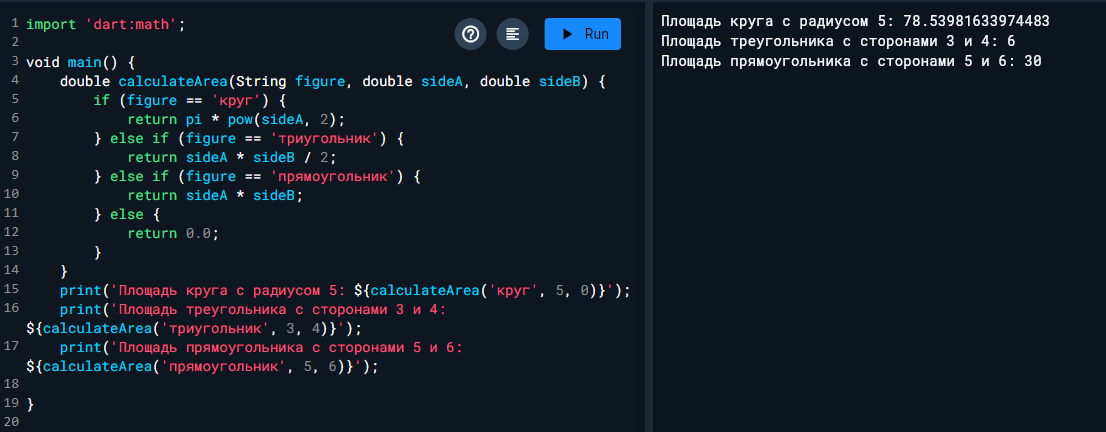 1 import 'dart:math';
Run
2
3 void main() {
4 double calculateArea(String figure, double sideA, double sideB) {
5 if (figure == 'круг') {
6 return pi * pow(sideA, 2);
7 } else if (figure == 'триугольник') {
8 return sideA * sideB / 2;
9 } else if (figure == 'прямоугольник') {
10 return sideA * sideB;
11 } else {
12 return 0.0;
13 }
14 }
15 print('Площадь круга с радиусом 5: ${calculateArea('круг', 5, 0)}');
16 print('Площадь треугольника с сторонами 3 и 4:
${calculateArea('триугольник', 3, 4)}');
17 print('Площадь прямоугольника с сторонами 5 и 6:
${calculateArea('прямоугольник', 5, 6)}');
18
19 }
20
Площадь круга с радиусом 5: 78.53981633974483
Площадь треугольника с сторонами 3 и 4: 6
Площадь прямоугольника с сторонами 5 и 6: 30